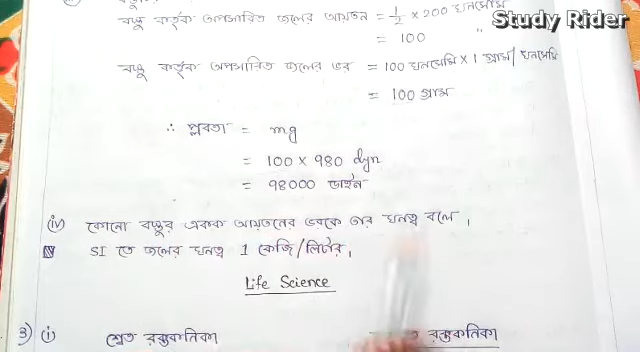 Study Rider
বস্তু কর্তৃক অপসারিত জলের আয়তন = 1/2 × 200 ঘনসেমি
= 100 "
বস্তু কর্তৃক অপসারিত জলের ভর = 100 ঘনসেমি × 1 গ্রাম/ঘনসেমি
= 100 গ্রাম
∴ প্লবতা = mg
= 100 × 980 dyn
= 98000 ডাইন
(iv) কোনো বস্তুর একক আয়তনের ভরকে তার ঘনত্ব বলে।
SI তে জলের ঘনত্ব 1 কেজি/লিটার।
Life Science
3) (i) শ্বেত রক্তকনিকা রক্তকনিকা